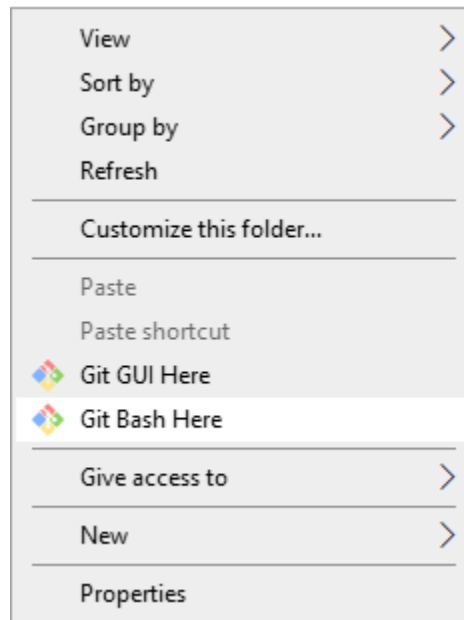 View
Sort by
Group by
Refresh
Customize this folder...
Paste
Paste shortcut
Git GUI Here
Git Bash Here
Give access to
New
Properties